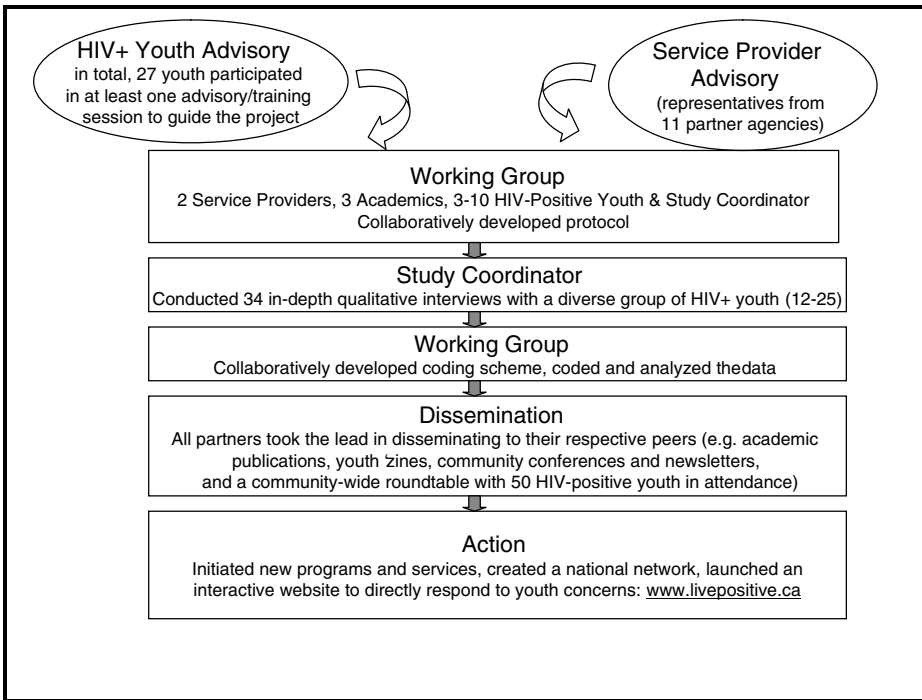 HIV+ Youth Advisory
in total, 27 youth participated
in at least one advisory/training
session to guide the project
Service Provider
Advisory
(representatives from
11 partner agencies)
Working Group
2 Service Providers, 3 Academics, 3-10 HIV-Positive Youth & Study Coordinator
Collaboratively developed protocol
Study Coordinator
Conducted 34 in-depth qualitative interviews with a diverse group of HIV+ youth (12-25)
Working Group
Collaboratively developed coding scheme, coded and analyzed thedata
Dissemination
All partners took the lead in disseminating to their respective peers (e.g. academic
publications, youth ‘zines, community conferences and newsletters,
and a community-wide roundtable with 50 HIV-positive youth in attendance)
Action
Initiated new programs and services, created a national network, launched an
interactive website to directly respond to youth concerns: www.livepositive.ca